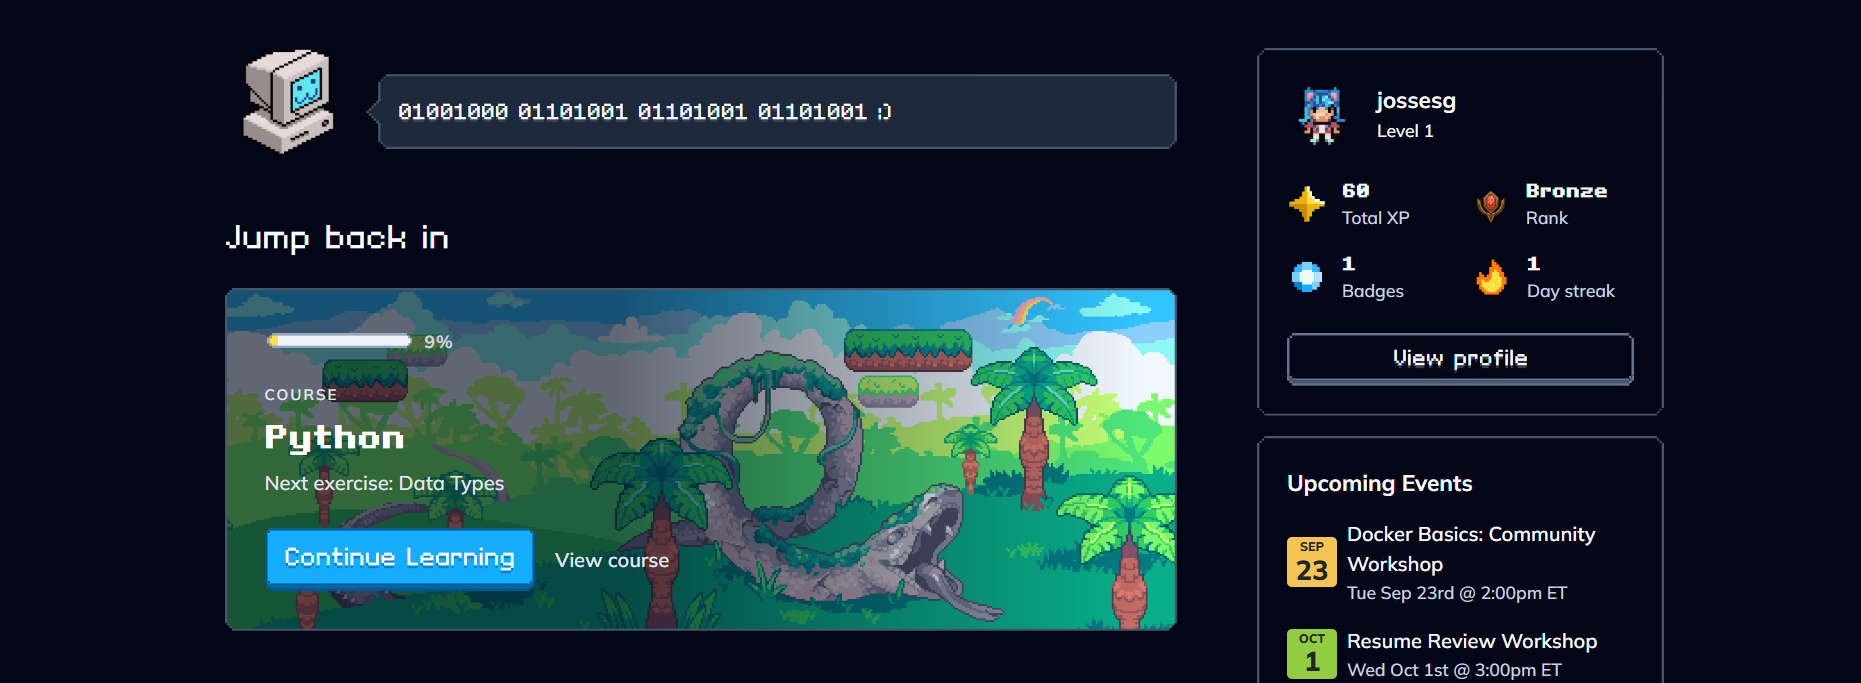 01001000 01101001 01101001 01101001 :)
Jump back in
9%
COURSE
Python
Next exercise: Data Types
Continue Learning
View course
jossesg
Level 1
60
Total XP
Bronze
Rank
1
Badges
1
Day streak
View profile
Upcoming Events
SEP
23
Docker Basics: Community
Workshop
Tue Sep 23rd @ 2:00pm ET
OCT
1
Resume Review Workshop
Wed Oct 1st @ 3:00pm ET